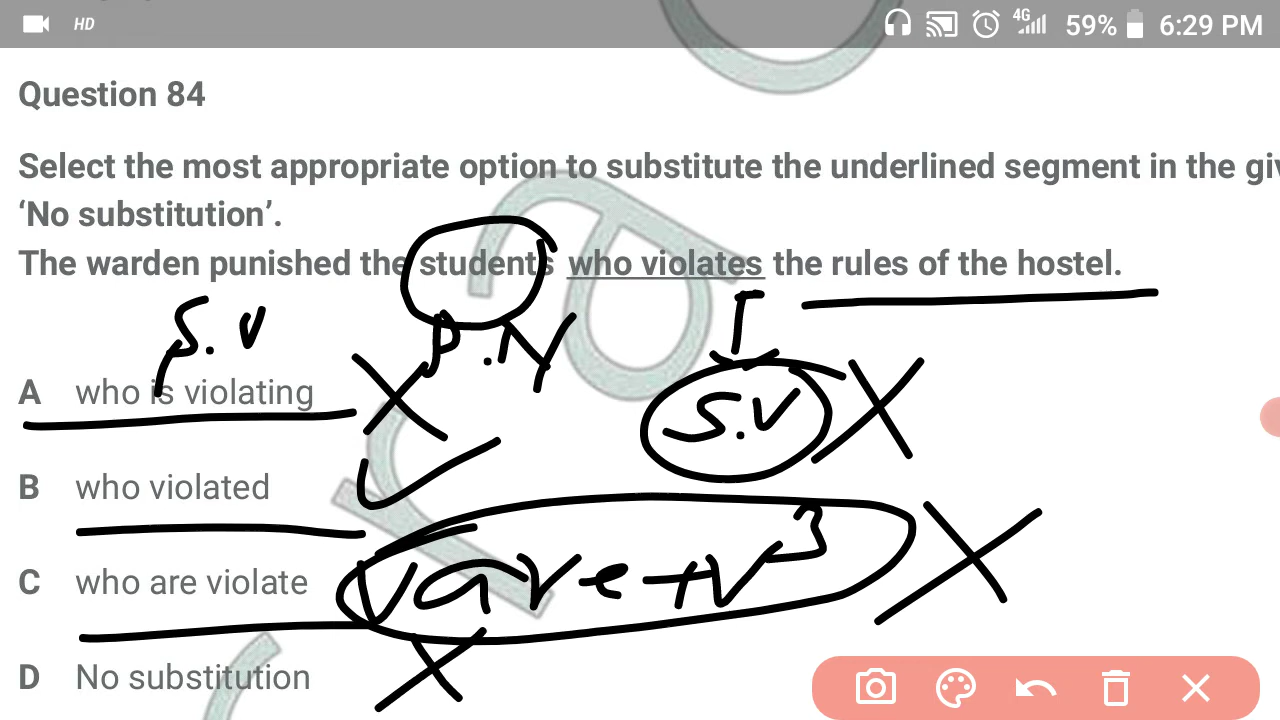 HD 4G 59% 6:29 PM
Question 84
Select the most appropriate option to substitute the underlined segment in the
‘No substitution’.
The warden punished the students who violates the rules of the hostel.
S.V P.N
A who is violating S.V
B who violated
C who are violate are + V3
D No substitution